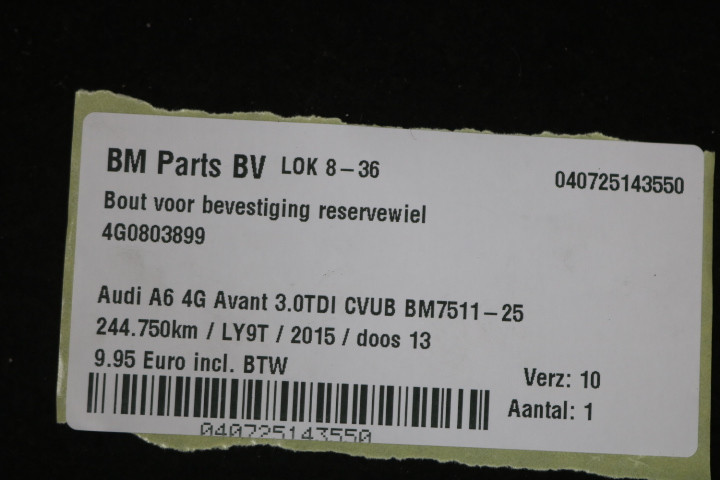 BM Parts BV LOK 8-36
040725143550
Bout voor bevestiging reservewiel
4G0803899
Audi A6 4G Avant 3.0TDI CVUB BM7511-25
244.750km / LY9T / 2015 / doos 13
9.95 Euro incl. BTW
Verz: 10
Aantal: 1
040725143550